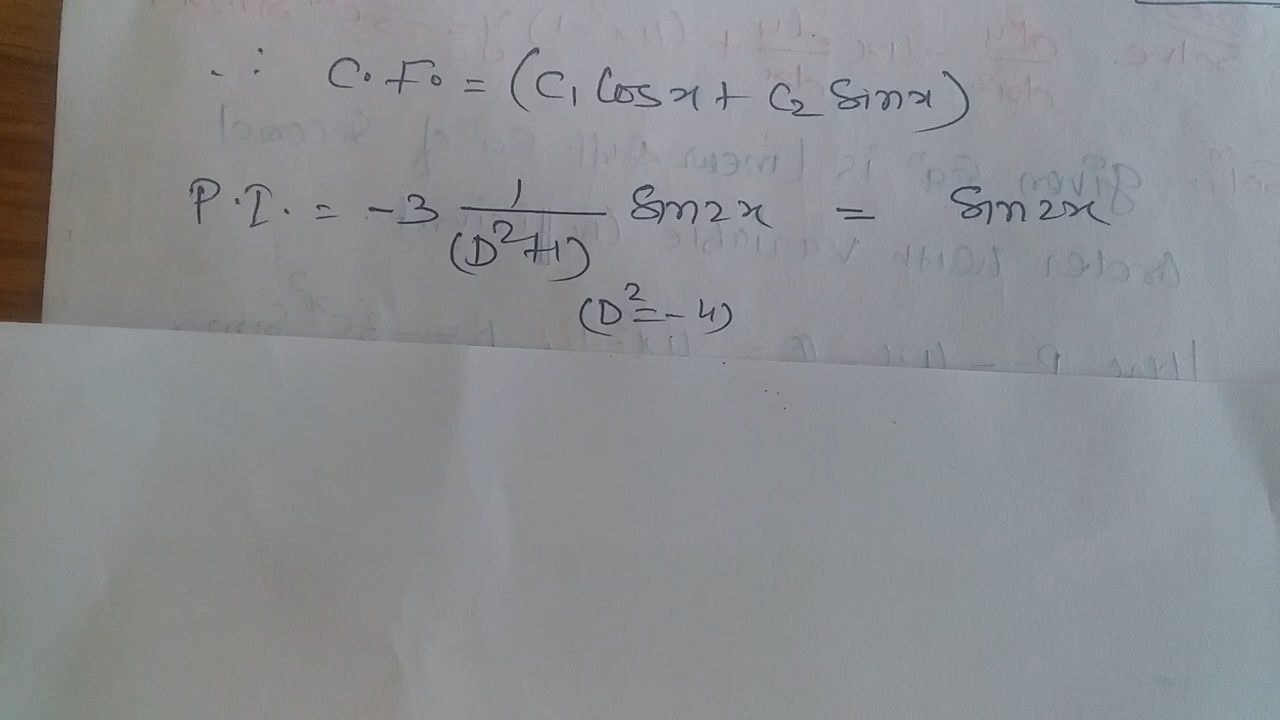 ∴ C.F. = (C₁ Cos x + C₂ Sin x)
P.I. = -3 1/(D²+1) Sin 2x = Sin 2x
(D² = -4)